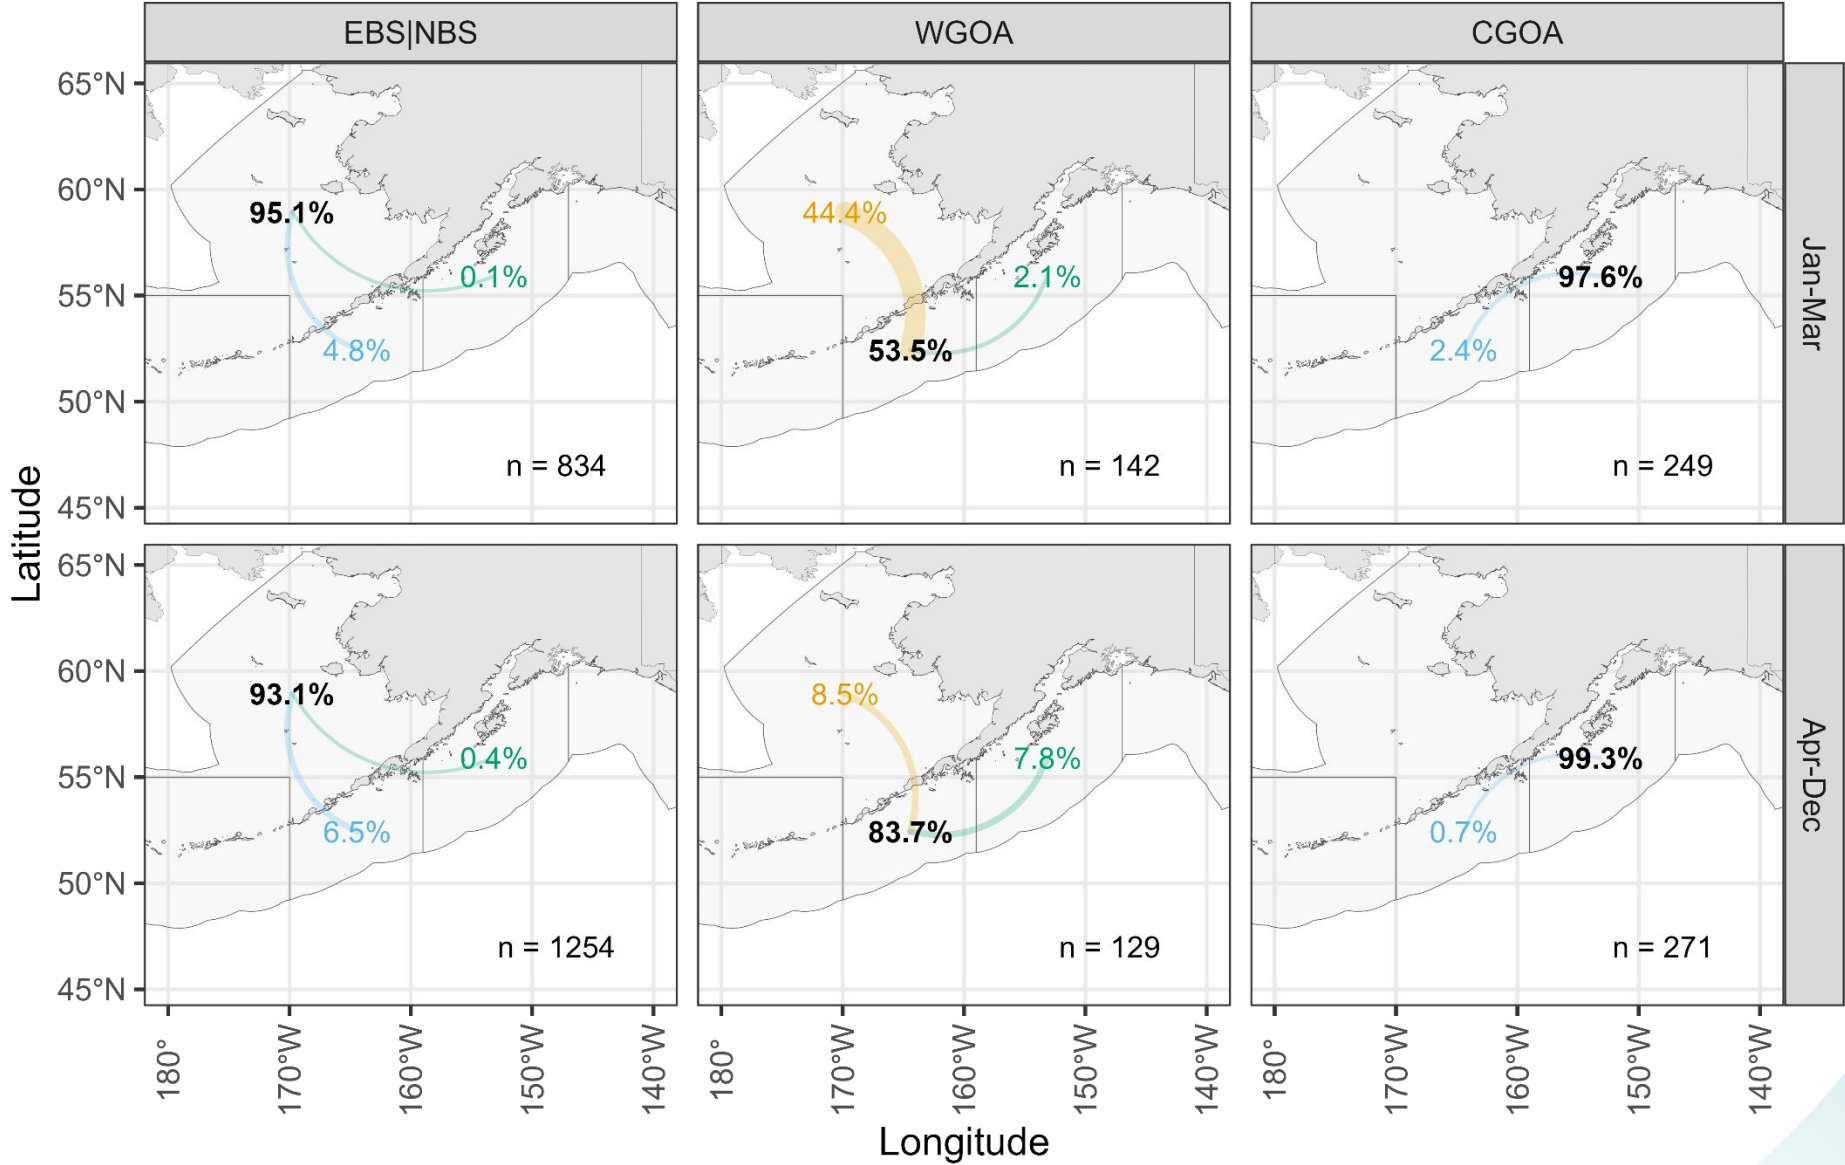 EBS|NBS
WGOA
CGOA
65°N
60°N
55°N
50°N
45°N
95.1%
0.1%
4.8%
n = 834
44.4%
2.1%
53.5%
n = 142
97.6%
2.4%
n = 249
Jan-Mar
65°N
60°N
55°N
50°N
45°N
93.1%
0.4%
6.5%
n = 1254
8.5%
7.8%
83.7%
n = 129
99.3%
0.7%
n = 271
Apr-Dec
Latitude
180°
170°W
160°W
150°W
140°W
180°
170°W
160°W
150°W
140°W
180°
170°W
160°W
150°W
140°W
Longitude